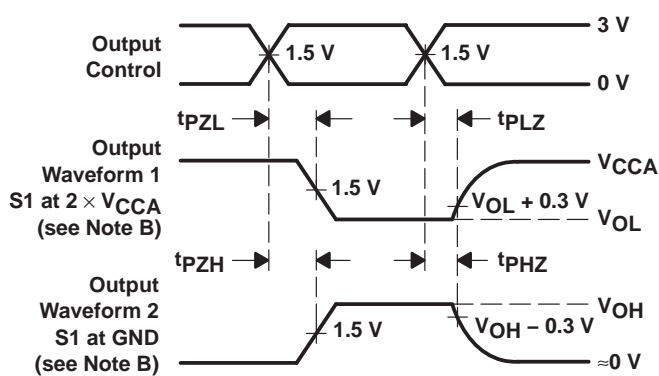 3 V
Output
Control
1.5 V
1.5 V
0 V
tPZL
tPLZ
Output
Waveform 1
S1 at 2 × VCCA
(see Note B)
VCCA
1.5 V
VOL + 0.3 V
VOL
tPZH
tPHZ
Output
Waveform 2
S1 at GND
(see Note B)
VOH
1.5 V
VOH − 0.3 V
≈0 V